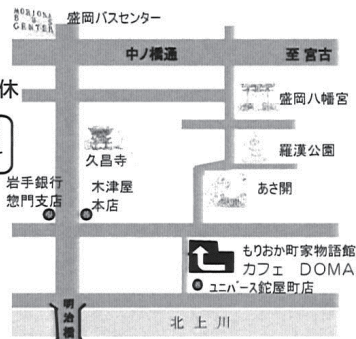 MORIOKA
BUS
CENTER
盛岡バスセンター
中ノ橋通
至 宮古
休
盛岡八幡宮
久昌寺
羅漢公園
岩手銀行
惣門支店
木津屋
本店
あさ開
もりおか町家物語館
カフェ DOMA
ユニバース鉈屋町店
明治橋
北上川